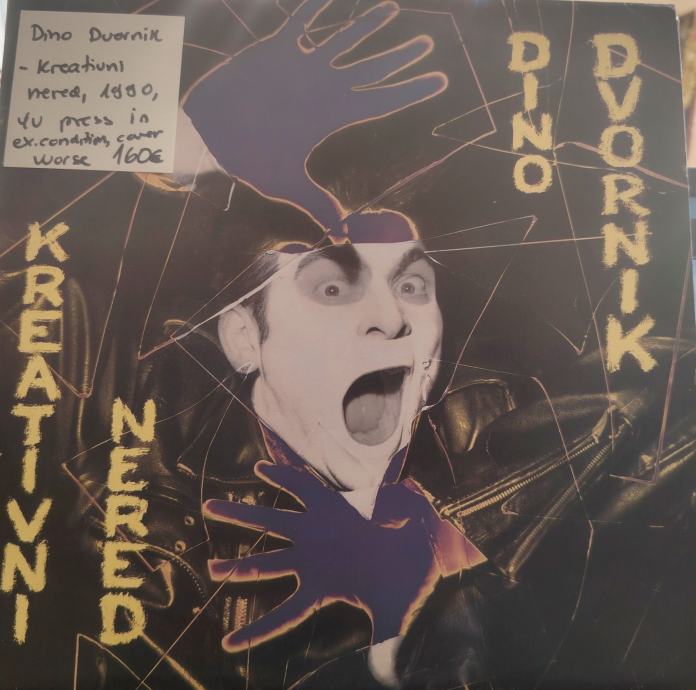 Dino Dvornik
- Kreativni
nered, 1990,
YU press in
ex.condition, cover
worse 160€
DINO
DVORNIK
KREATIVNI
NERED